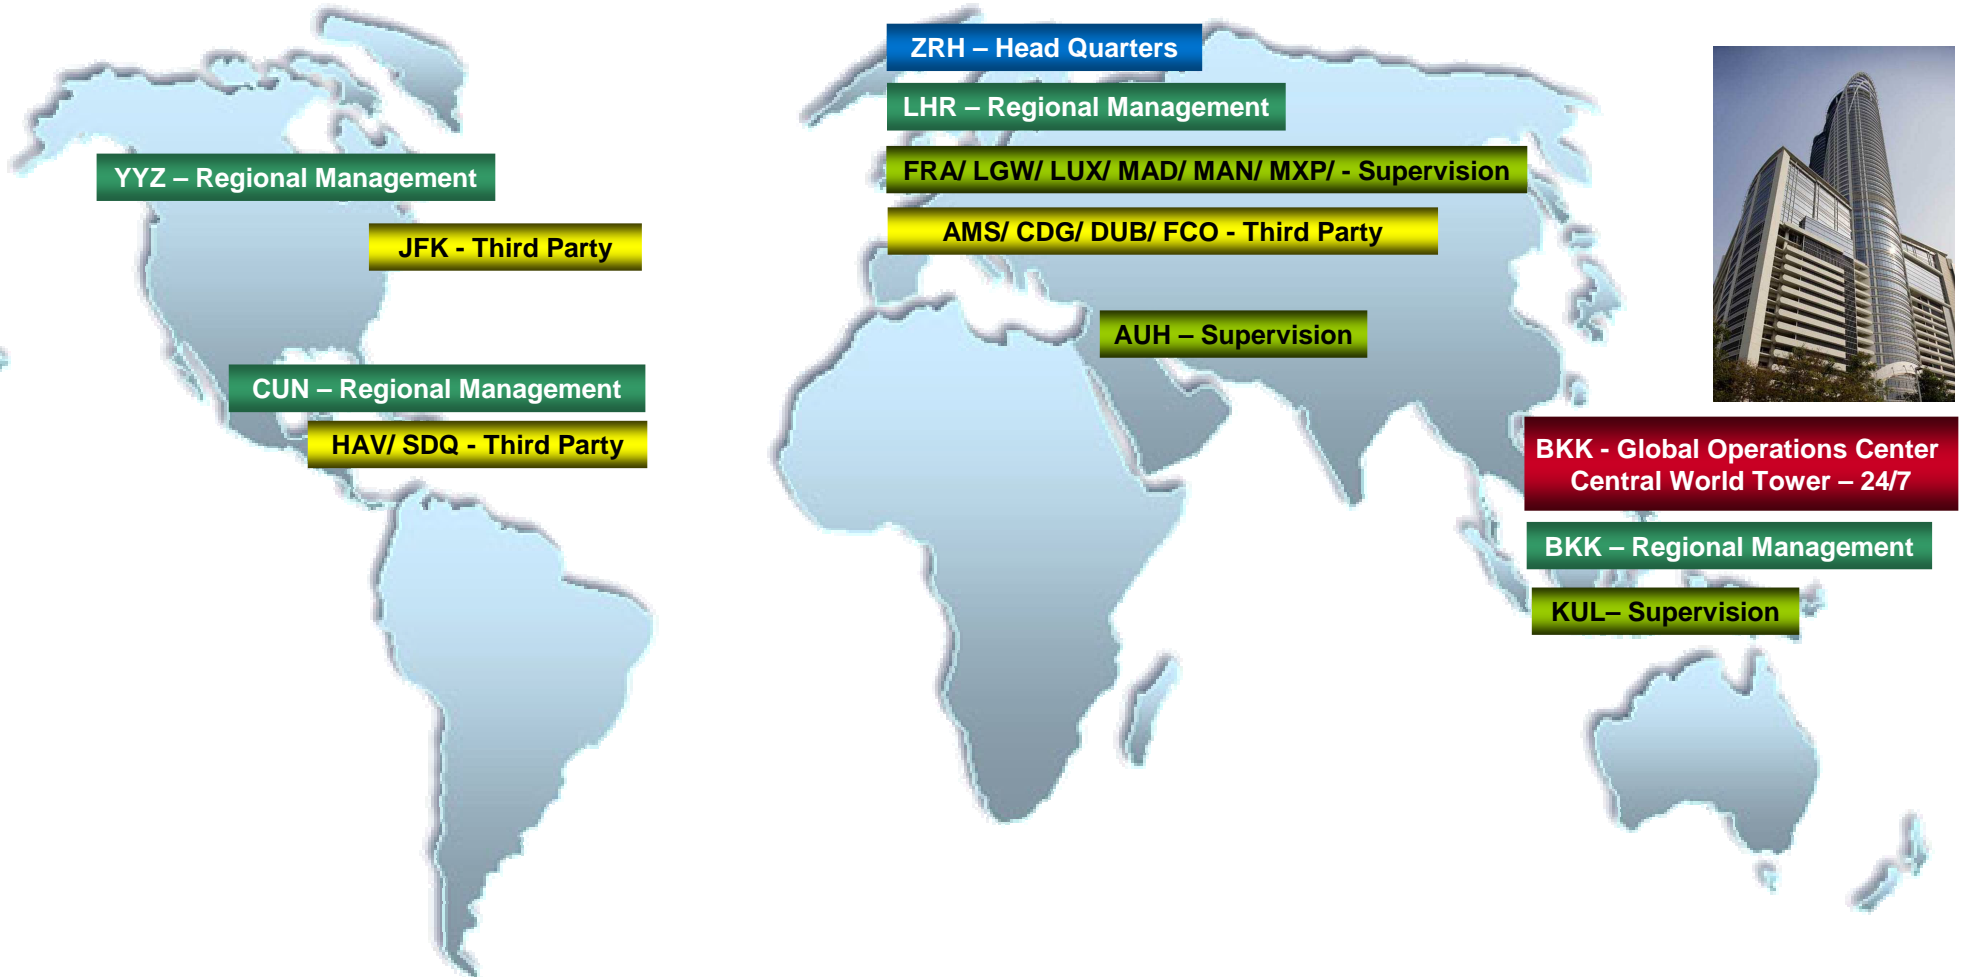 ZRH – Head Quarters
LHR – Regional Management
YYZ – Regional Management
FRA/ LGW/ LUX/ MAD/ MAN/ MXP/ - Supervision
JFK - Third Party
AMS/ CDG/ DUB/ FCO - Third Party
AUH – Supervision
CUN – Regional Management
HAV/ SDQ - Third Party
BKK - Global Operations Center
Central World Tower – 24/7
BKK – Regional Management
KUL– Supervision